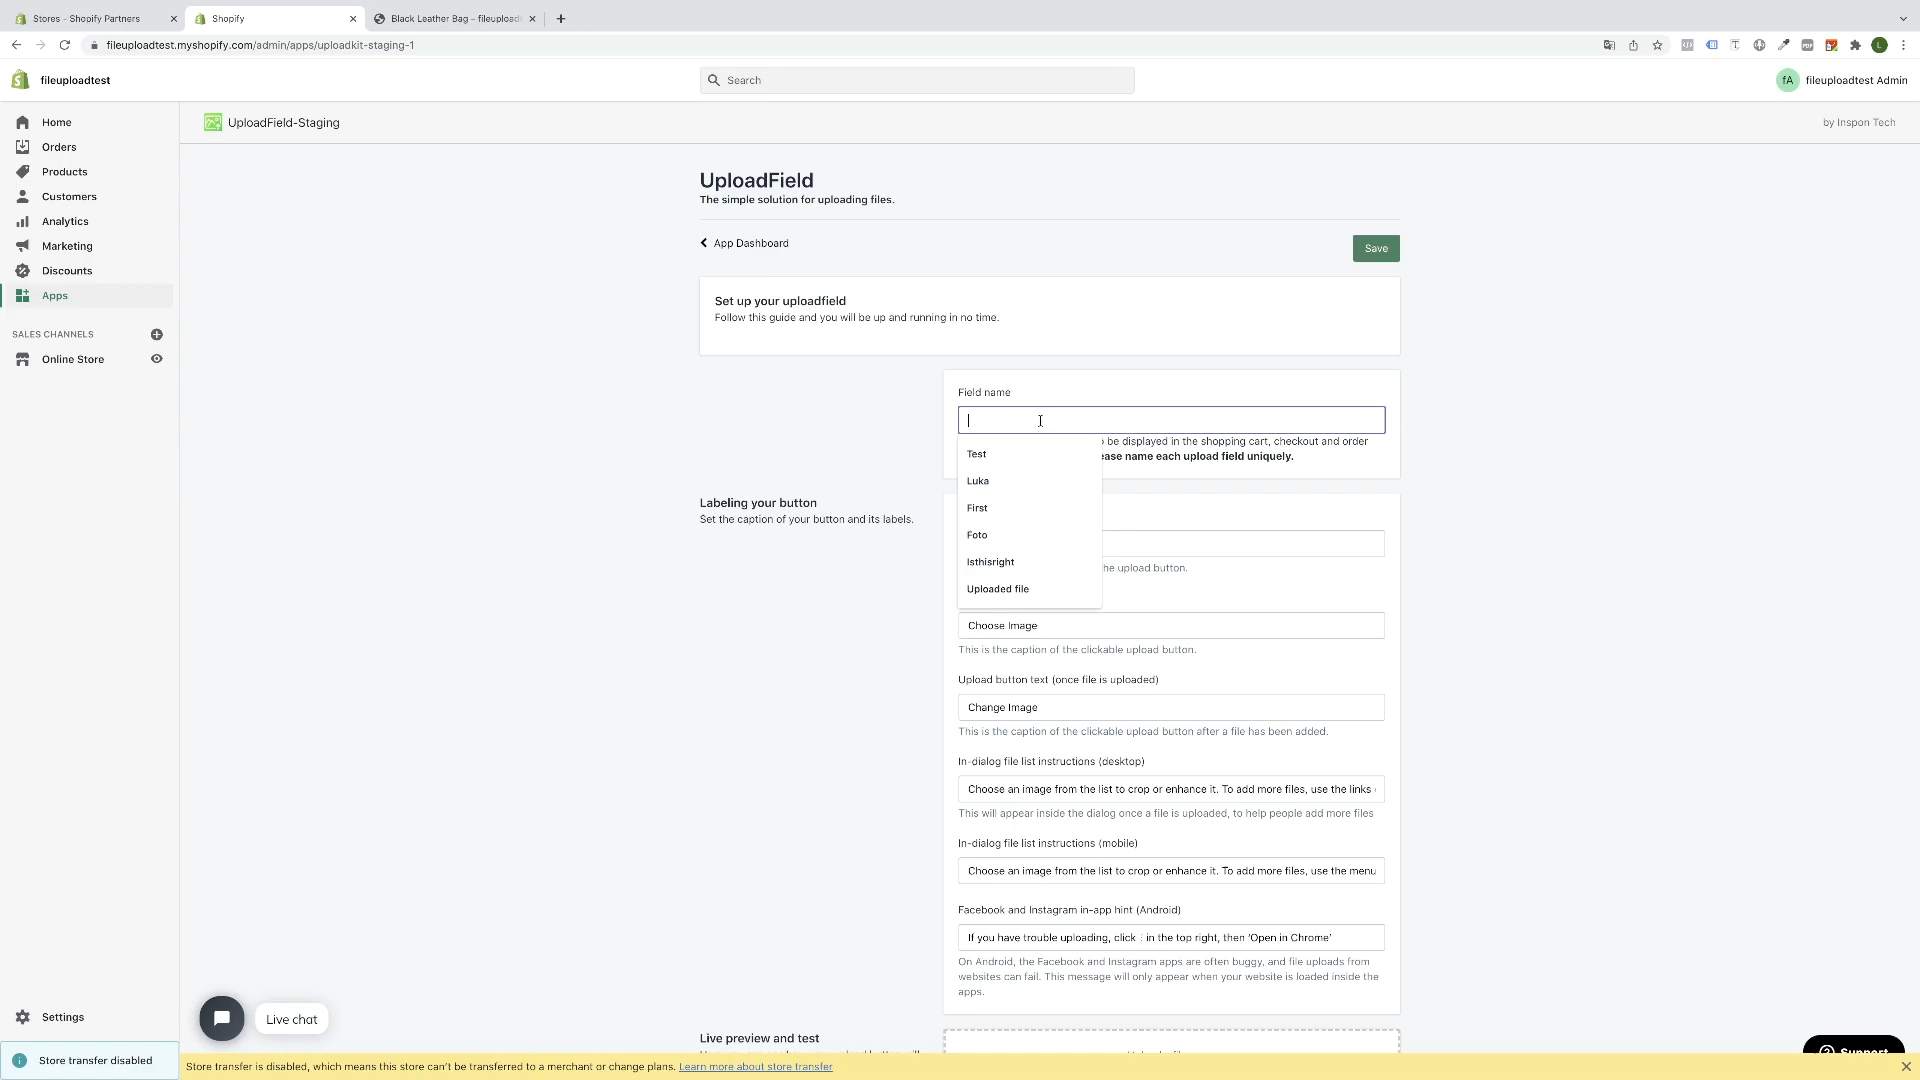 Stores - Shopify Partners
Shopify
Black Leather Bag – fileupload
fileuploadtest.myshopify.com/admin/apps/uploadkit-staging-1
fileuploadtest
Search
fA
fileuploadtest Admin
Home
Orders
Products
Customers
Analytics
Marketing
Discounts
Apps
SALES CHANNELS
Online Store
Settings
Store transfer disabled
UploadField-Staging
by Inspon Tech
UploadField
The simple solution for uploading files.
App Dashboard
Save
Set up your uploadfield
Follow this guide and you will be up and running in no time.
Field name
be displayed in the shopping cart, checkout and order
ease name each upload field uniquely.
Test
Luka
First
Foto
Isthisright
Uploaded file
Labeling your button
Set the caption of your button and its labels.
he upload button.
Choose Image
This is the caption of the clickable upload button.
Upload button text (once file is uploaded)
Change Image
This is the caption of the clickable upload button after a file has been added.
In-dialog file list instructions (desktop)
Choose an image from the list to crop or enhance it. To add more files, use the links
This will appear inside the dialog once a file is uploaded, to help people add more files
In-dialog file list instructions (mobile)
Choose an image from the list to crop or enhance it. To add more files, use the menu
Facebook and Instagram in-app hint (Android)
If you have trouble uploading, click ⋮ in the top right, then ‘Open in Chrome’
On Android, the Facebook and Instagram apps are often buggy, and file uploads from
websites can fail. This message will only appear when your website is loaded inside the
apps.
Live preview and test
Live chat
Support
Store transfer is disabled, which means this store can’t be transferred to a merchant or change plans. Learn more about store transfer